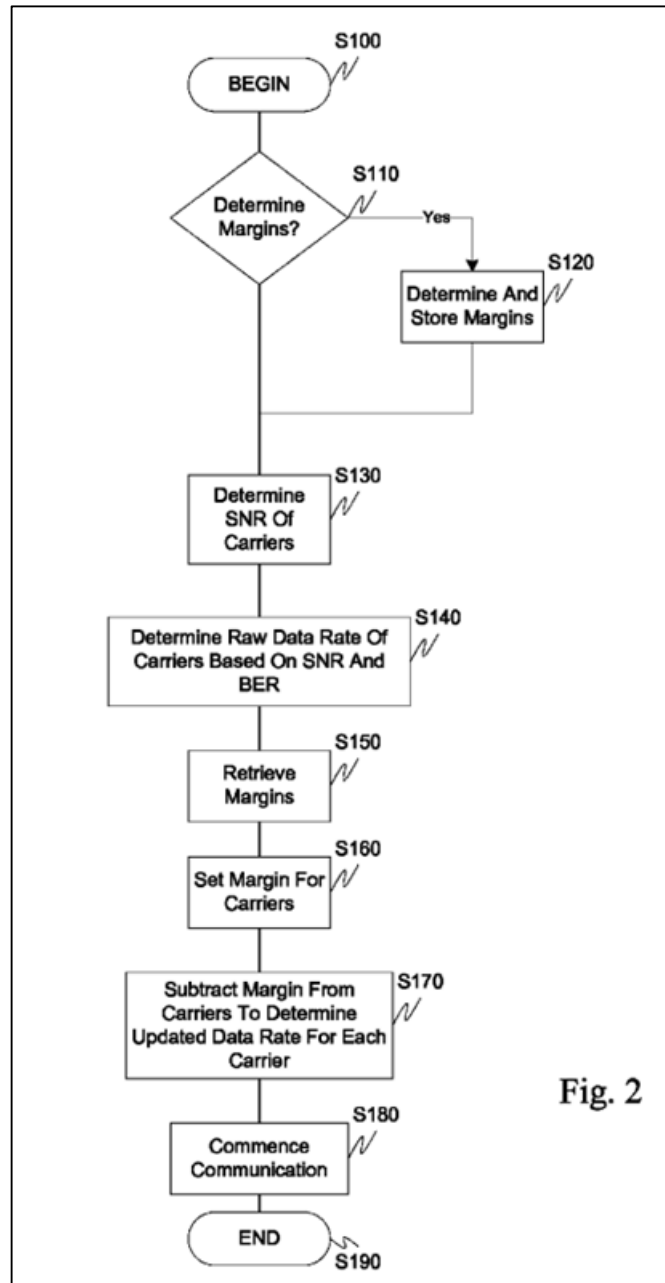 S100
BEGIN
S110
Determine
Margins?
Yes
S120
Determine And
Store Margins
S130
Determine
SNR Of
Carriers
S140
Determine Raw Data Rate Of
Carriers Based On SNR And
BER
S150
Retrieve
Margins
S160
Set Margin For
Carriers
S170
Subtract Margin From
Carriers To Determine
Updated Data Rate For Each
Carrier
Fig. 2
S180
Commence
Communication
END
S190